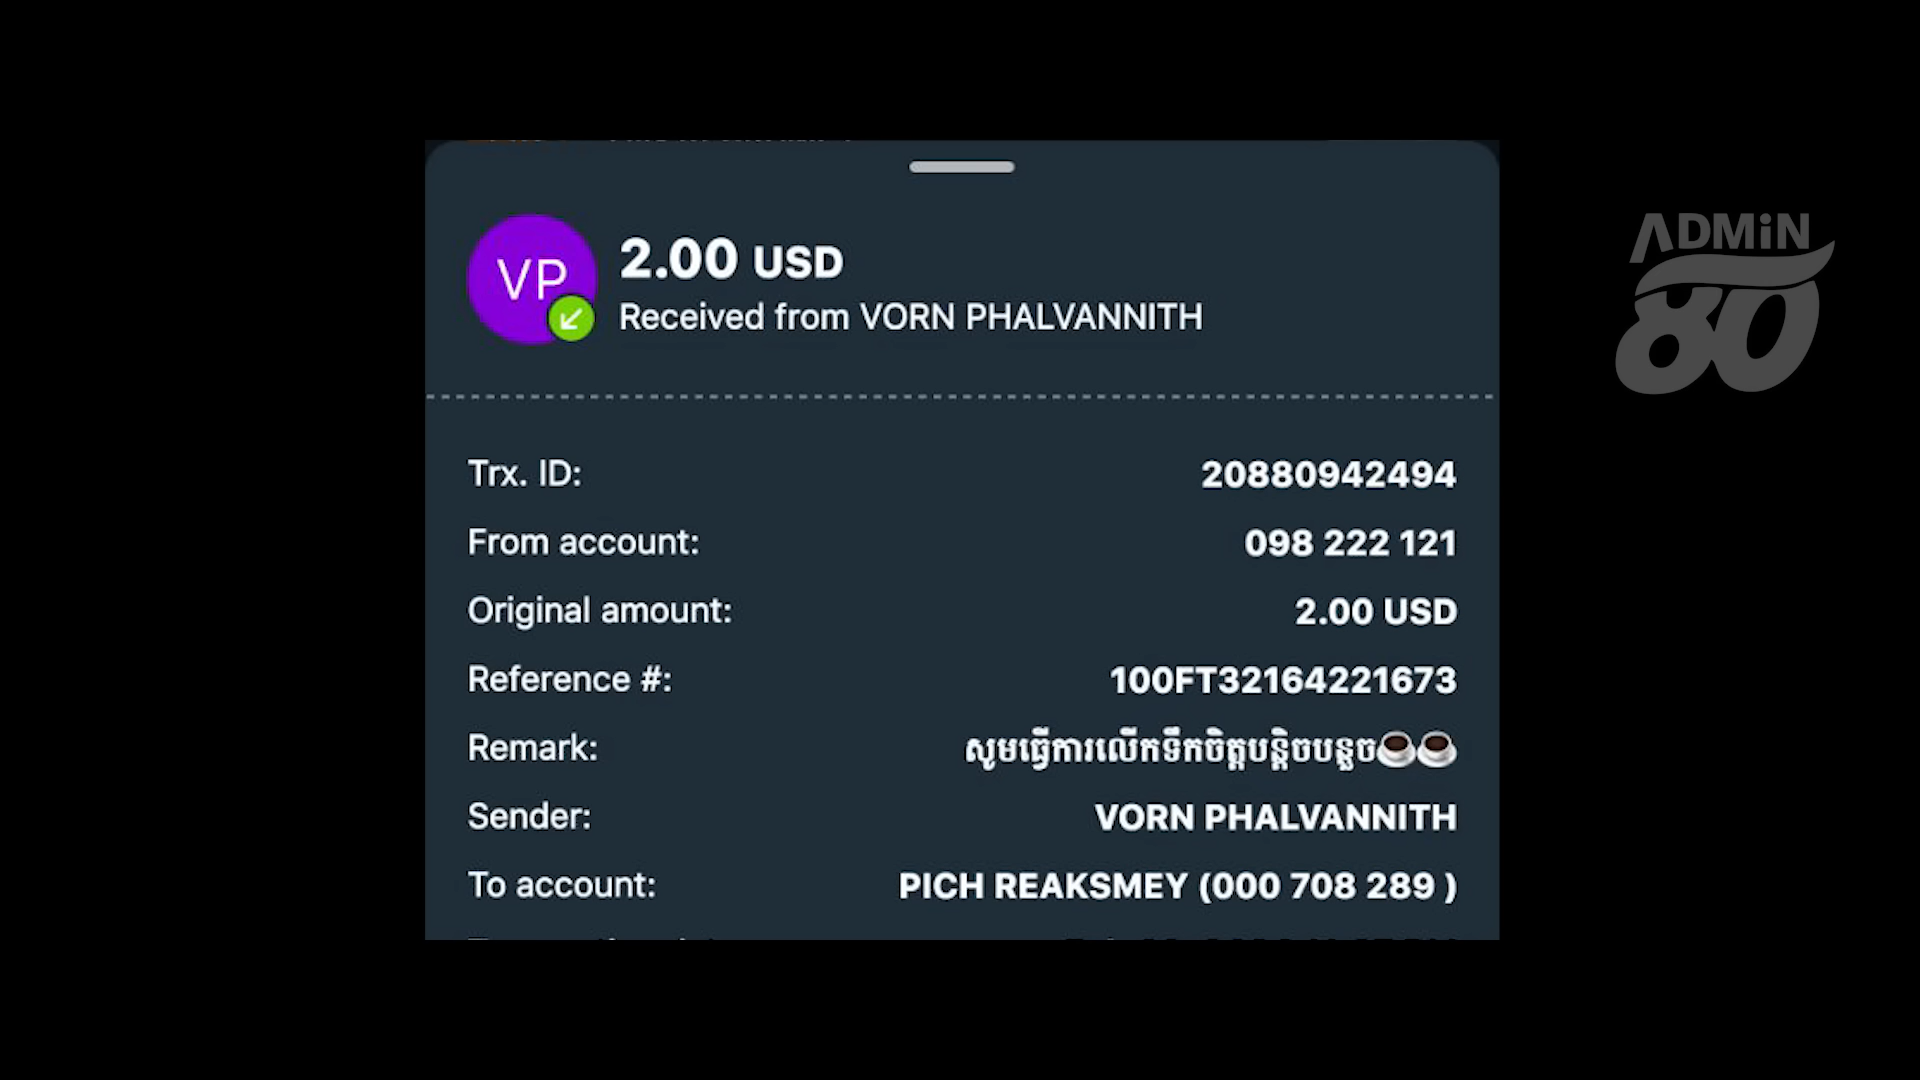 ADMiN
80
VP
2.00 USD
Received from VORN PHALVANNITH
Trx. ID: 20880942494
From account: 098 222 121
Original amount: 2.00 USD
Reference #: 100FT32164221673
Remark: សូមធ្វើការលើកទឹកចិត្តបន្តិចបន្តួច☕☕
Sender: VORN PHALVANNITH
To account: PICH REAKSMEY (000 708 289 )